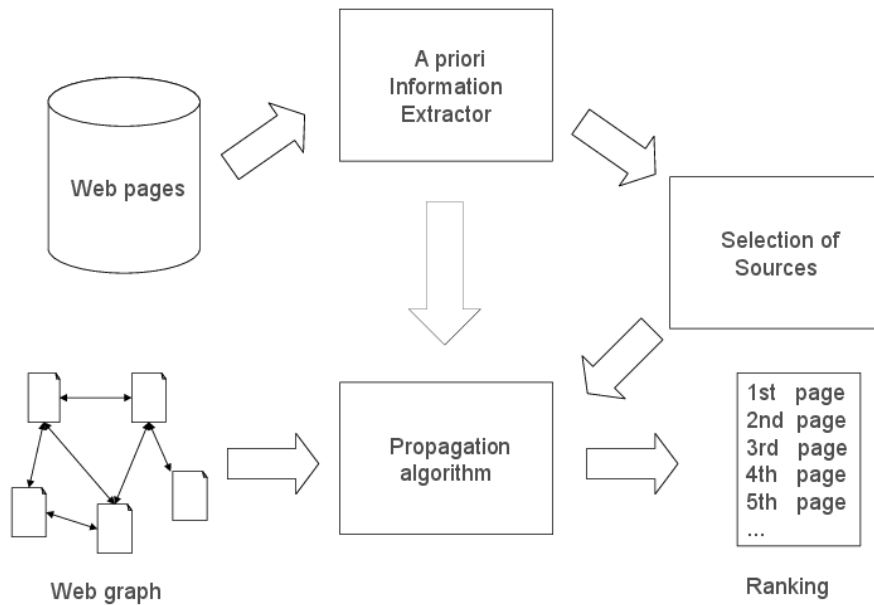 A priori
Information
Extractor
Web pages
Selection of
Sources
Propagation
algorithm
1st page
2nd page
3rd page
4th page
5th page
...
Web graph
Ranking